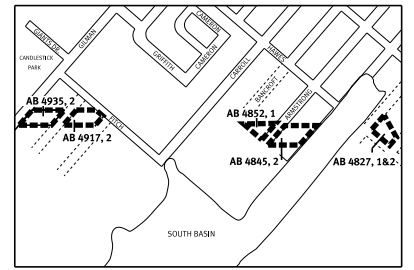 GIANTS DR.
GILMAN
CANDLESTICK
PARK
GRIFFITH
CAMERON
CAMERON
CARROLL
HAWES
BANCROFT
ARMSTRONG
FITCH
AB 4935, 2
AB 4917, 2
AB 4852, 1
AB 4845, 2
AB 4827, 1&2
SOUTH BASIN